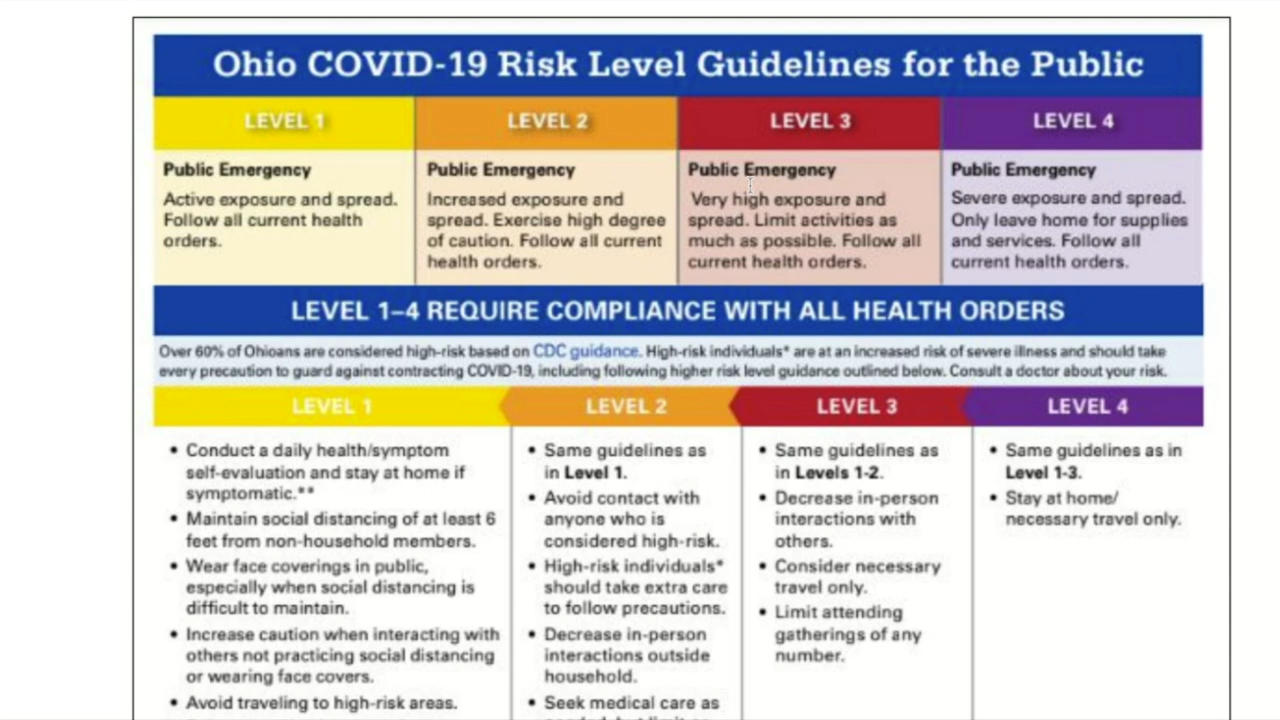 Ohio COVID-19 Risk Level Guidelines for the Public
LEVEL 1
LEVEL 2
LEVEL 3
LEVEL 4
Public Emergency
Active exposure and spread.
Follow all current health
orders.
Public Emergency
Increased exposure and
spread. Exercise high degree
of caution. Follow all current
health orders.
Public Emergency
Very high exposure and
spread. Limit activities as
much as possible. Follow all
current health orders.
Public Emergency
Severe exposure and spread.
Only leave home for supplies
and services. Follow all
current health orders.
LEVEL 1–4 REQUIRE COMPLIANCE WITH ALL HEALTH ORDERS
Over 60% of Ohioans are considered high-risk based on CDC guidance. High-risk individuals* are at an increased risk of severe illness and should take
every precaution to guard against contracting COVID-19, including following higher risk level guidance outlined below. Consult a doctor about your risk.
LEVEL 1
LEVEL 2
LEVEL 3
LEVEL 4
• Conduct a daily health/symptom
self-evaluation and stay at home if
symptomatic.**
• Maintain social distancing of at least 6
feet from non-household members.
• Wear face coverings in public,
especially when social distancing is
difficult to maintain.
• Increase caution when interacting with
others not practicing social distancing
or wearing face covers.
• Avoid traveling to high-risk areas.
• Same guidelines as
in Level 1.
• Avoid contact with
anyone who is
considered high-risk.
• High-risk individuals*
should take extra care
to follow precautions.
• Decrease in-person
interactions outside
household.
• Seek medical care as
• Same guidelines as
in Levels 1-2.
• Decrease in-person
interactions with
others.
• Consider necessary
travel only.
• Limit attending
gatherings of any
number.
• Same guidelines as in
Level 1-3.
• Stay at home/
necessary travel only.